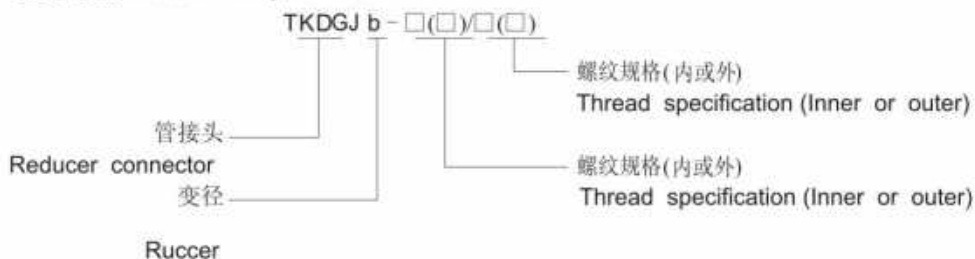 TKDGJ b - □(□)/□(□)
螺纹规格(内或外)
Thread specification (Inner or outer)
管接头
Reducer connector
螺纹规格(内或外)
变径
Thread specification (Inner or outer)
Ruccer